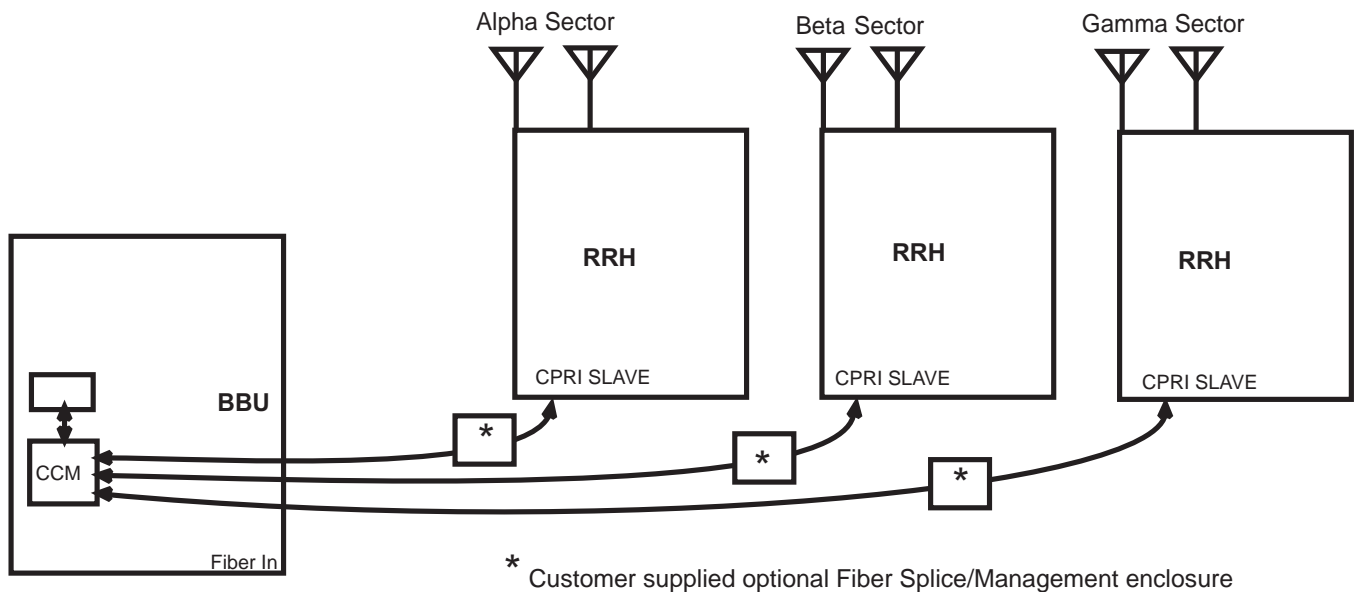 Alpha Sector
Beta Sector
Gamma Sector
RRH
RRH
RRH
CPRI SLAVE
CPRI SLAVE
CPRI SLAVE
BBU
CCM
*
*
*
Fiber In
* Customer supplied optional Fiber Splice/Management enclosure